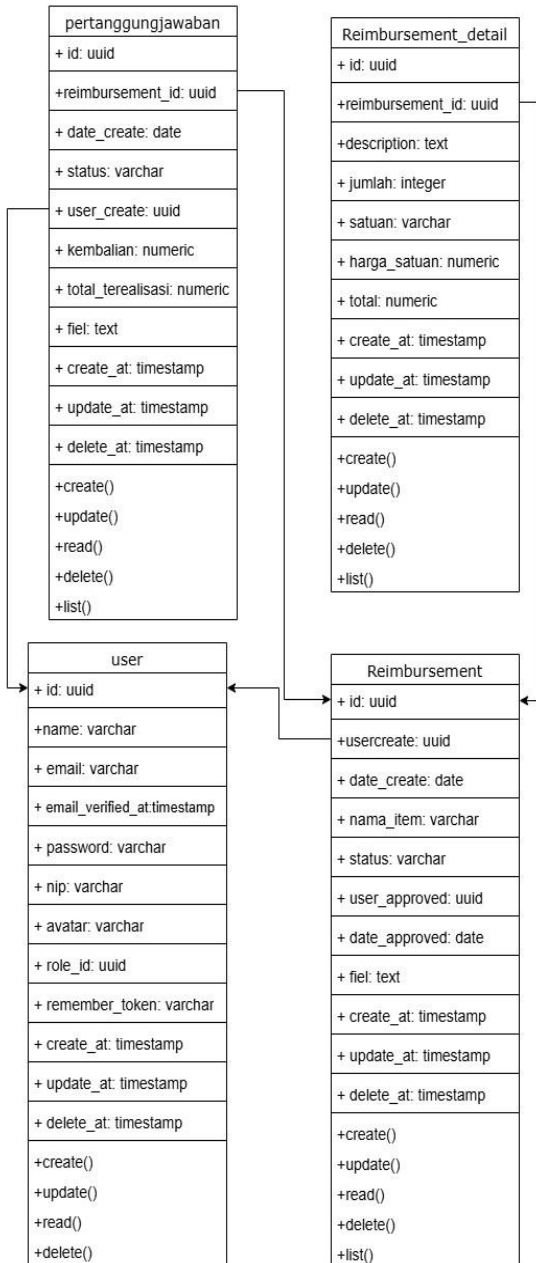 pertanggungjawaban
+ id: uuid
+reimbursement_id: uuid
+ date_create: date
+ status: varchar
+ user_create: uuid
+ kembalian: numeric
+ total_terealisasi: numeric
+ fiel: text
+ create_at: timestamp
+ update_at: timestamp
+ delete_at: timestamp
+create()
+update()
+read()
+delete()
+list()
Reimbursement_detail
+ id: uuid
+reimbursement_id: uuid
+description: text
+ jumlah: integer
+ satuan: varchar
+ harga_satuan: numeric
+ total: numeric
+ create_at: timestamp
+ update_at: timestamp
+ delete_at: timestamp
+create()
+update()
+read()
+delete()
+list()
user
+ id: uuid
+name: varchar
+ email: varchar
+ email_verified_at:timestamp
+ password: varchar
+ nip: varchar
+ avatar: varchar
+ role_id: uuid
+ remember_token: varchar
+ create_at: timestamp
+ update_at: timestamp
+ delete_at: timestamp
+create()
+update()
+read()
+delete()
Reimbursement
+ id: uuid
+usercreate: uuid
+ date_create: date
+ nama_item: varchar
+ status: varchar
+ user_approved: uuid
+ date_approved: date
+ fiel: text
+ create_at: timestamp
+ update_at: timestamp
+ delete_at: timestamp
+create()
+update()
+read()
+delete()
+list()